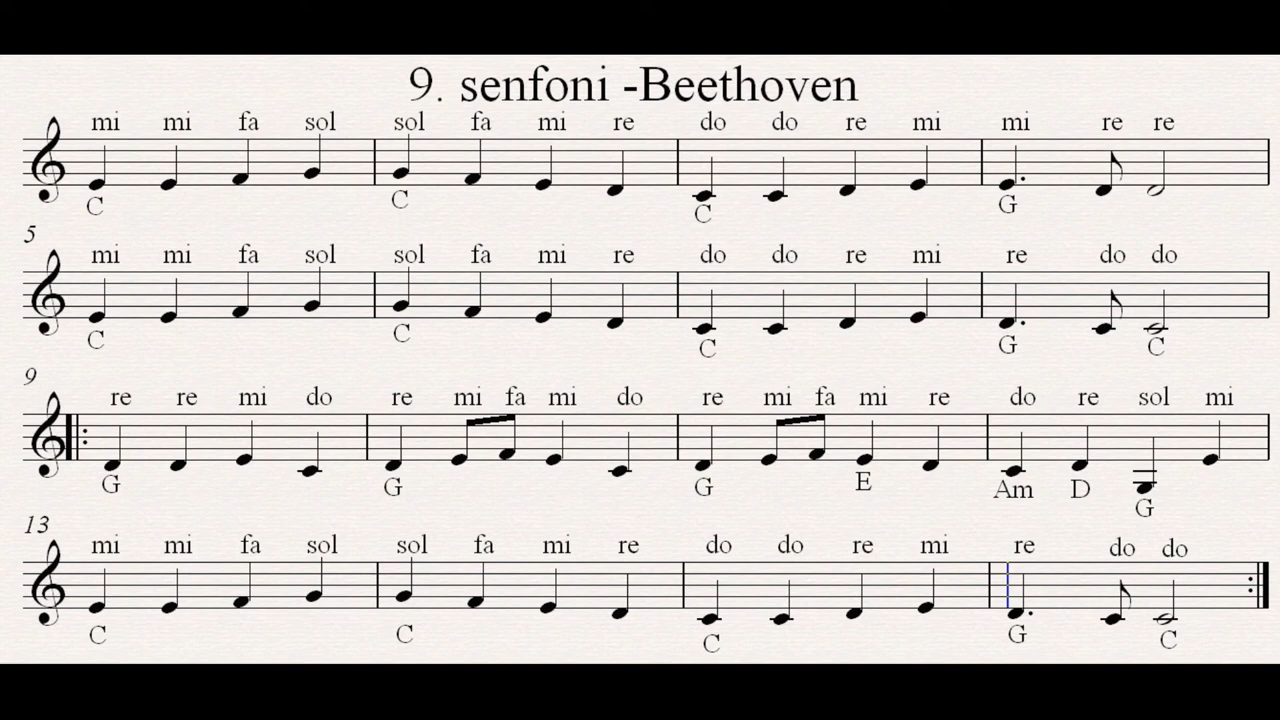 9. senfoni -Beethoven
mi mi fa sol sol fa mi re do do re mi mi re re
C C C G
5
mi mi fa sol sol fa mi re do do re mi re do do
C C C G C
9
re re mi do re mi fa mi do re mi fa mi re do re sol mi
G G G E Am D G
13
mi mi fa sol sol fa mi re do do re mi re do do
C C C G C